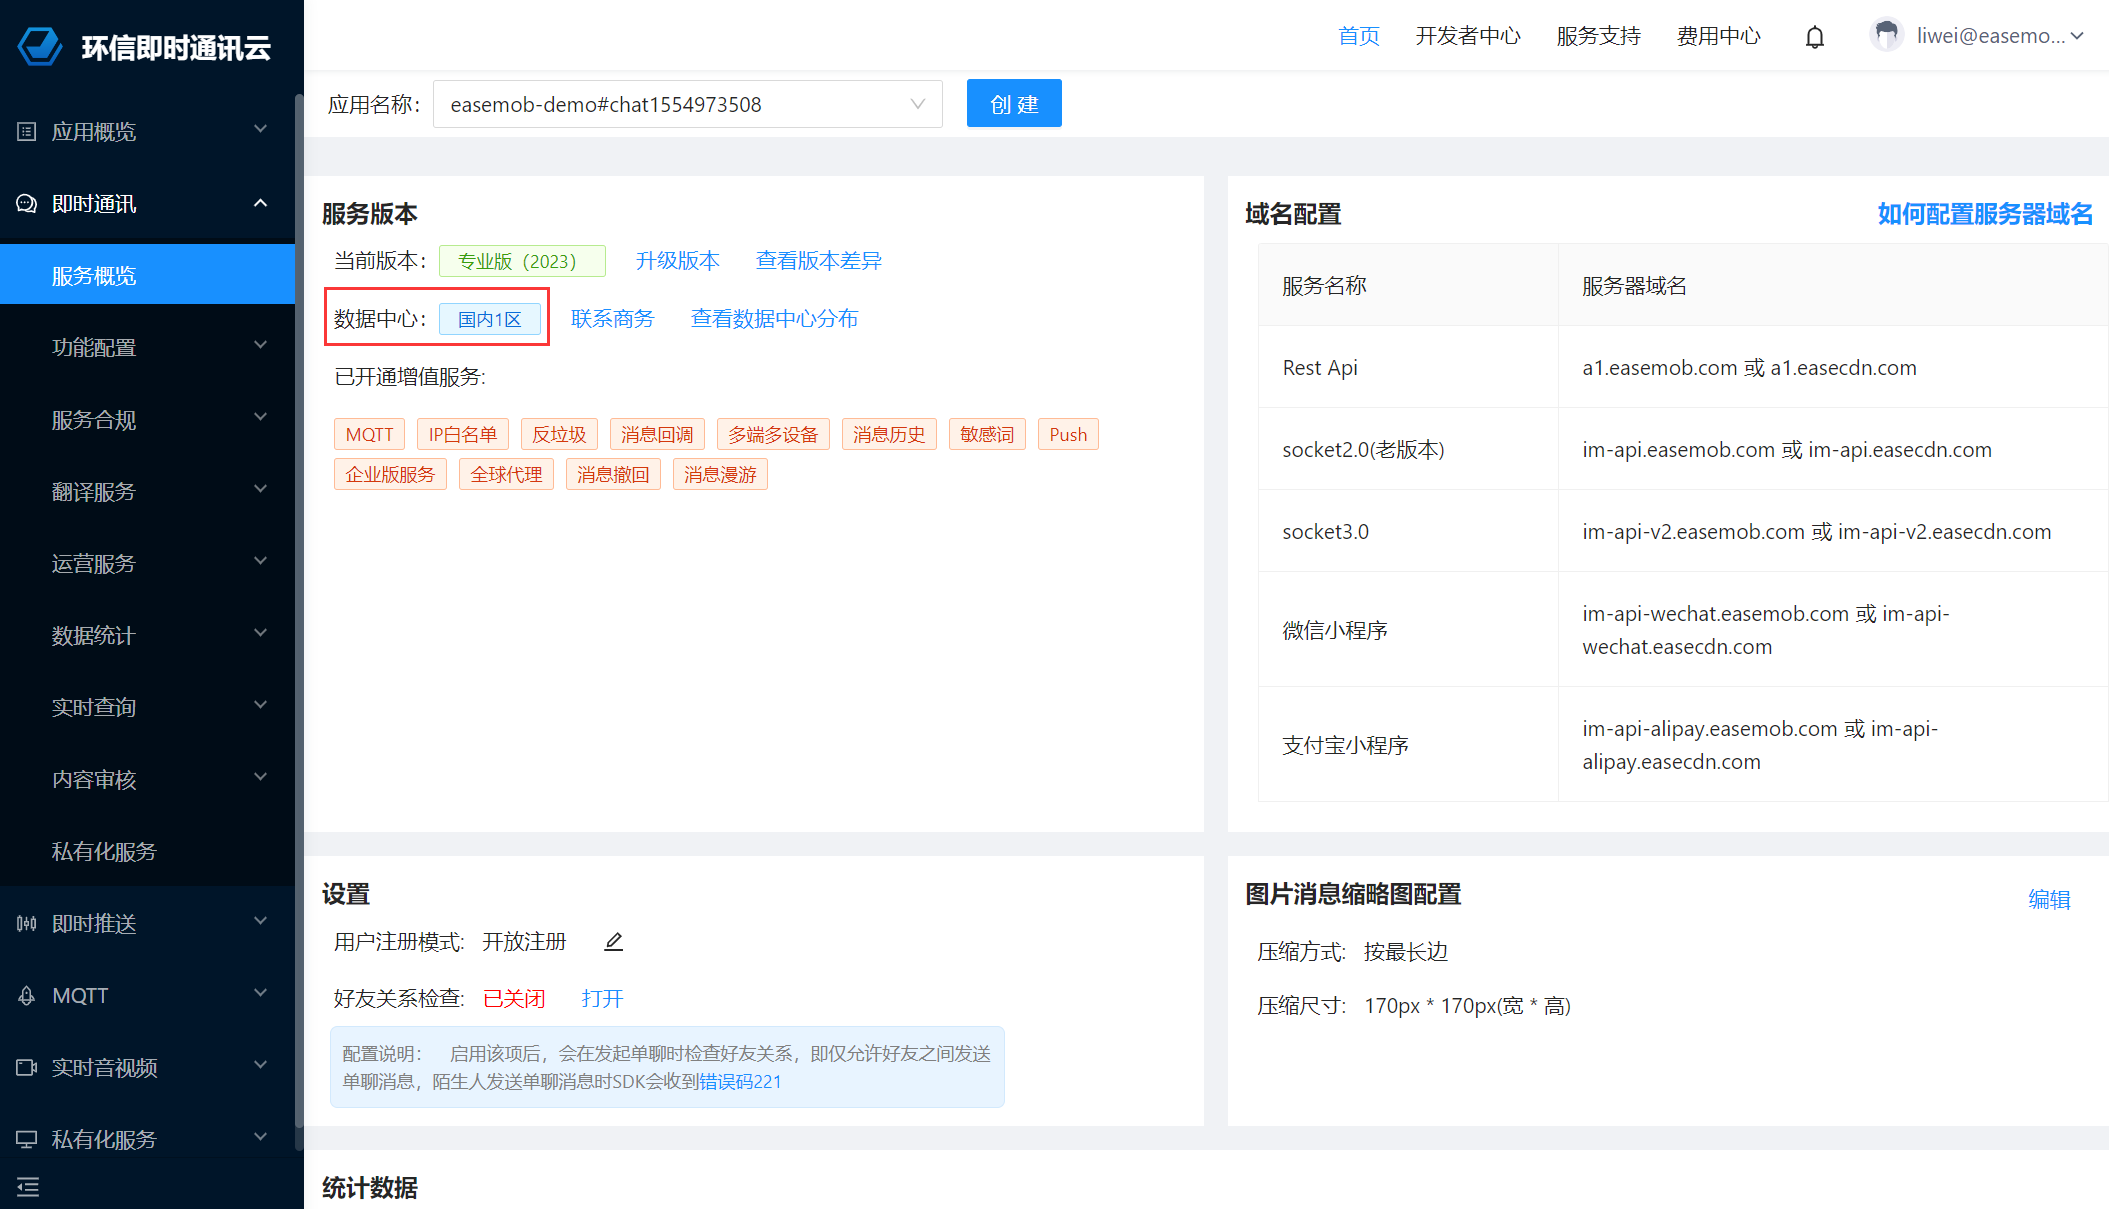 环信即时通讯云
首页
开发者中心
服务支持
费用中心
liwei@easemo...
应用名称：
easemob-demo#chat1554973508
创 建
应用概览
即时通讯
服务概览
功能配置
服务合规
翻译服务
运营服务
数据统计
实时查询
内容审核
私有化服务
即时推送
MQTT
实时音视频
私有化服务
服务版本
当前版本：
专业版（2023）
升级版本
查看版本差异
数据中心：
国内1区
联系商务
查看数据中心分布
已开通增值服务:
MQTT
IP白名单
反垃圾
消息回调
多端多设备
消息历史
敏感词
Push
企业版服务
全球代理
消息撤回
消息漫游
域名配置
如何配置服务器域名
服务名称
服务器域名
Rest Api
a1.easemob.com 或 a1.easecdn.com
socket2.0(老版本)
im-api.easemob.com 或 im-api.easecdn.com
socket3.0
im-api-v2.easemob.com 或 im-api-v2.easecdn.com
微信小程序
im-api-wechat.easemob.com 或 im-api-
wechat.easecdn.com
支付宝小程序
im-api-alipay.easemob.com 或 im-api-
alipay.easecdn.com
设置
用户注册模式:
开放注册
好友关系检查:
已关闭
打开
配置说明： 启用该项后，会在发起单聊时检查好友关系，即仅允许好友之间发送
单聊消息，陌生人发送单聊消息时SDK会收到错误码221
图片消息缩略图配置
编辑
压缩方式: 按最长边
压缩尺寸: 170px * 170px(宽 * 高)
统计数据